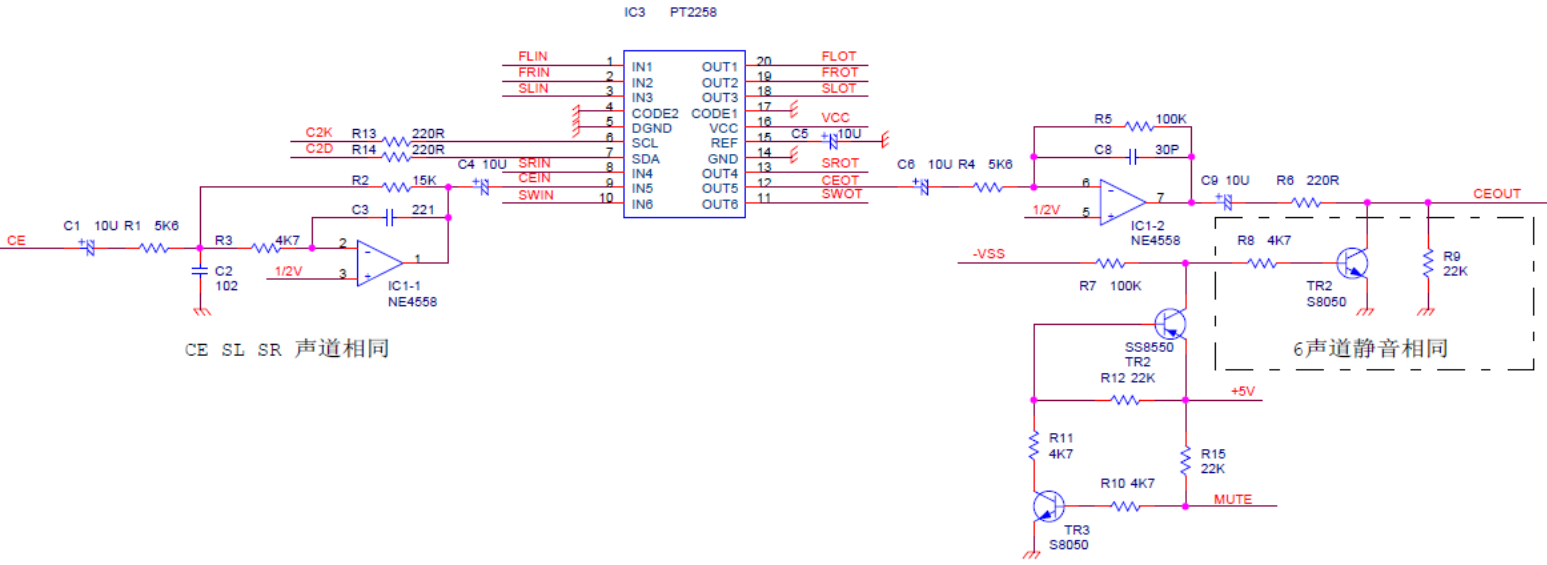 IC3 PT2258
FLIN 1 IN1 OUT1 20 FLOT
FRIN 2 IN2 OUT2 19 FROT
SLIN 3 IN3 OUT3 18 SLOT
4 CODE2 CODE1 17
5 DGND VCC 16 VCC
C2K R13 220R 6 SCL REF 15 C5 + 10U
C2D R14 220R 7 SDA GND 14
C4 10U SRIN 8 IN4 OUT4 13 SROT
R2 15K + CEIN 9 IN5 OUT5 12 CEOT
SWIN 10 IN6 OUT6 11 SWOT
C3 221
CE C1 10U R1 5K6
+
R3 4K7
C2
102
1/2V
2 -
3 +
1
IC1-1
NE4558
CE SL SR 声道相同
R5 100K
C8 30P
C6 10U R4 5K6
+
6 -
1/2V 5 +
7
IC1-2
NE4558
C9 10U R6 220R CEOUT
+
-VSS
R7 100K
R8 4K7
TR2
S8050
R9
22K
6声道静音相同
SS8550
TR2
R12 22K
+5V
R11
4K7
R15
22K
R10 4K7
MUTE
TR3
S8050